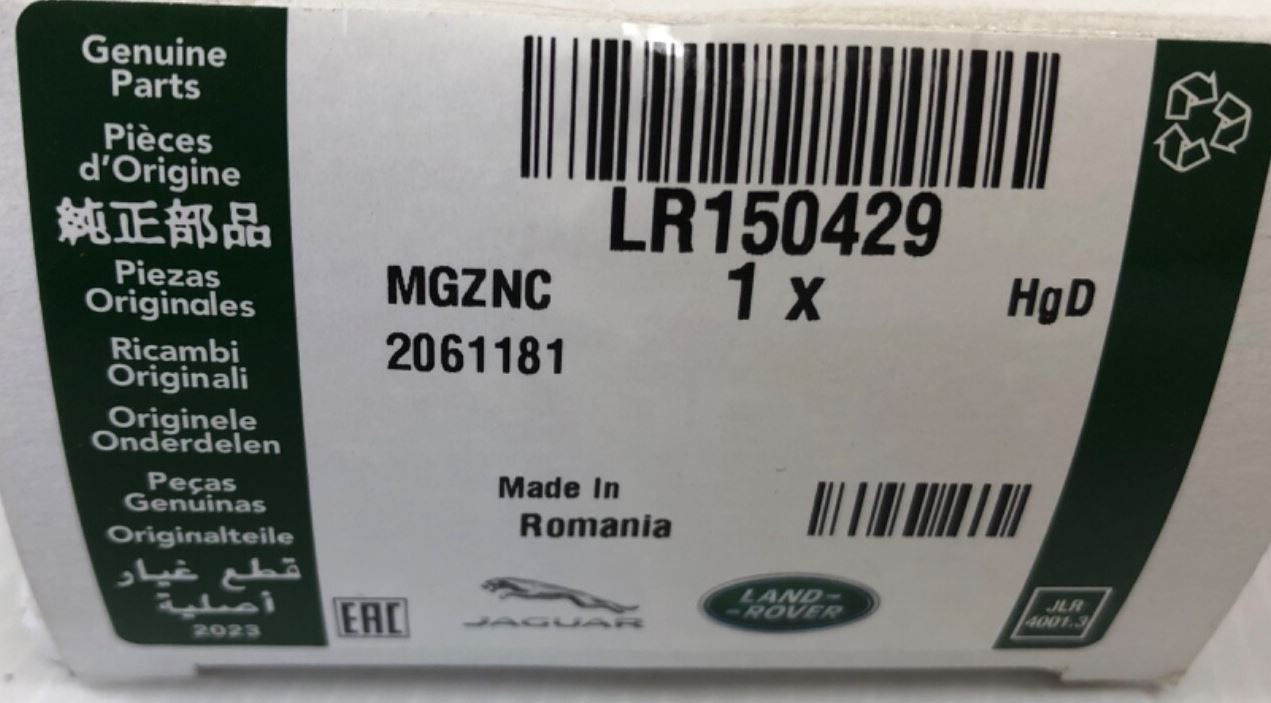 Genuine
Parts
Pièces
d'Origine
純正部品
Piezas
Originales
Ricambi
Originali
Originele
Onderdelen
Peças
Genuinas
Originalteile
قطع غيار
أصلية
2023
LR150429
MGZNC
1 x
HgD
2061181
Made In
Romania
EAC
JAGUAR
LAND-
-ROVER
JLR
4001.3